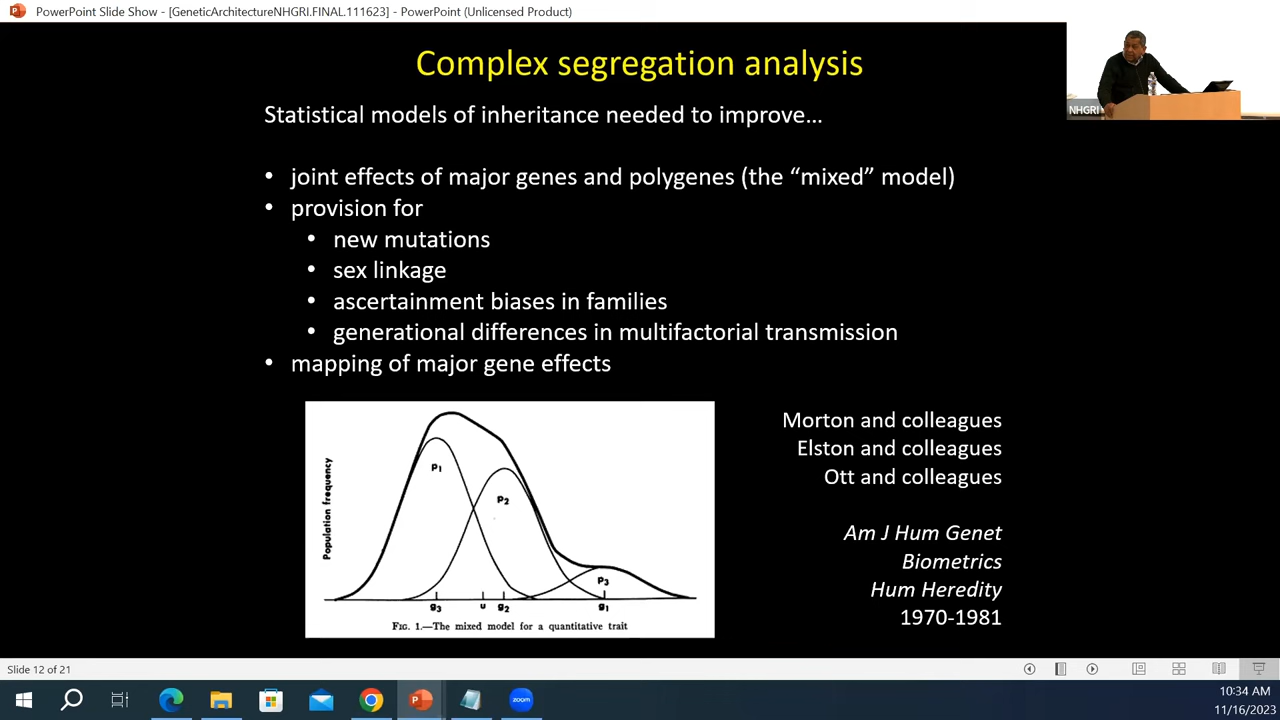 PowerPoint Slide Show - [GeneticArchitectureNHGRI.FINAL.111623] - PowerPoint (Unlicensed Product)
Complex segregation analysis
NHGRI
Statistical models of inheritance needed to improve...
• joint effects of major genes and polygenes (the “mixed” model)
• provision for
• new mutations
• sex linkage
• ascertainment biases in families
• generational differences in multifactorial transmission
• mapping of major gene effects
Population frequency
P1
P2
P3
g3 u g2 g1
FIG. 1.—The mixed model for a quantitative trait
Morton and colleagues
Elston and colleagues
Ott and colleagues
Am J Hum Genet
Biometrics
Hum Heredity
1970-1981
Slide 12 of 21
zoom
10:34 AM
11/16/2023